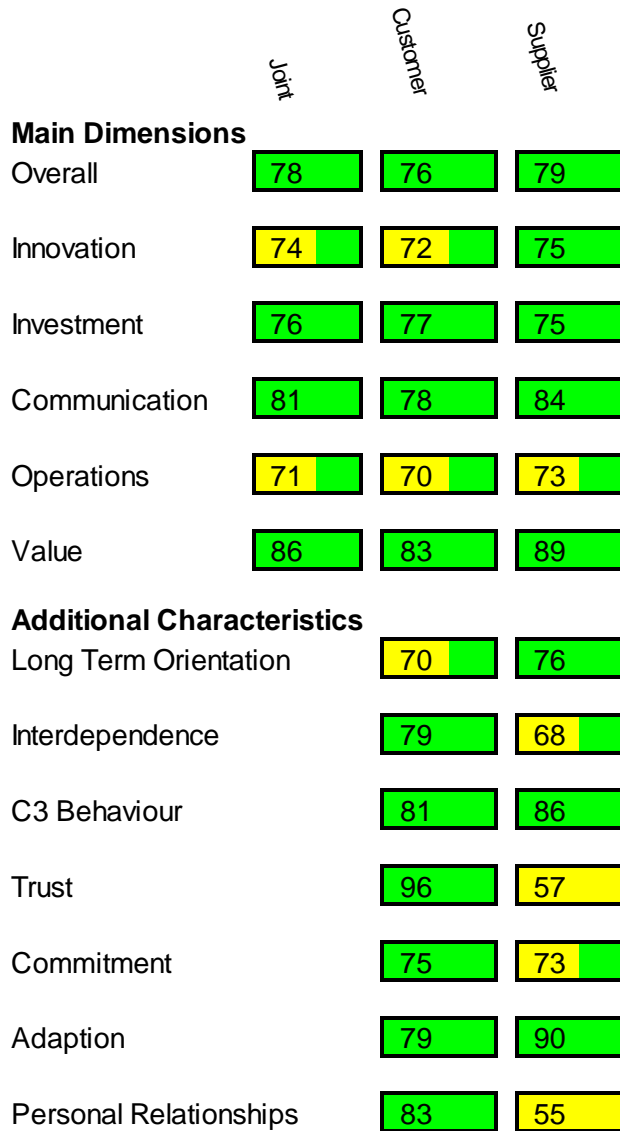 Joint Customer Supplier
Main Dimensions
Overall 78 76 79
Innovation 74 72 75
Investment 76 77 75
Communication 81 78 84
Operations 71 70 73
Value 86 83 89
Additional Characteristics
Long Term Orientation 70 76
Interdependence 79 68
C3 Behaviour 81 86
Trust 96 57
Commitment 75 73
Adaption 79 90
Personal Relationships 83 55